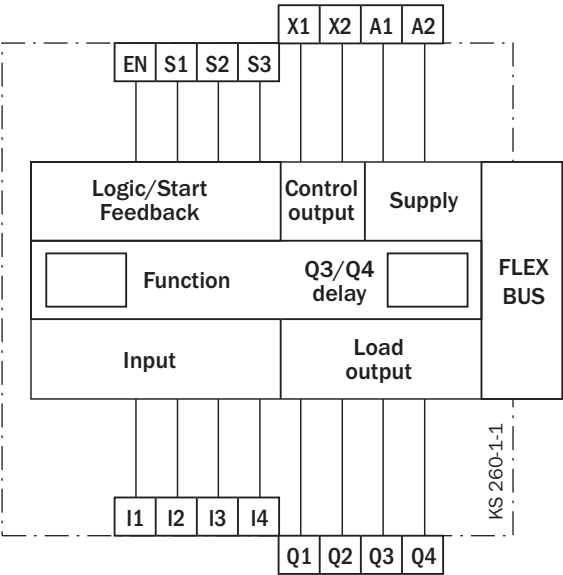 X1 X2 A1 A2
EN S1 S2 S3
Logic/Start
Feedback
Control
output
Supply
Function
Q3/Q4
delay
FLEX
BUS
Input
Load
output
KS 260-1-1
I1 I2 I3 I4
Q1 Q2 Q3 Q4